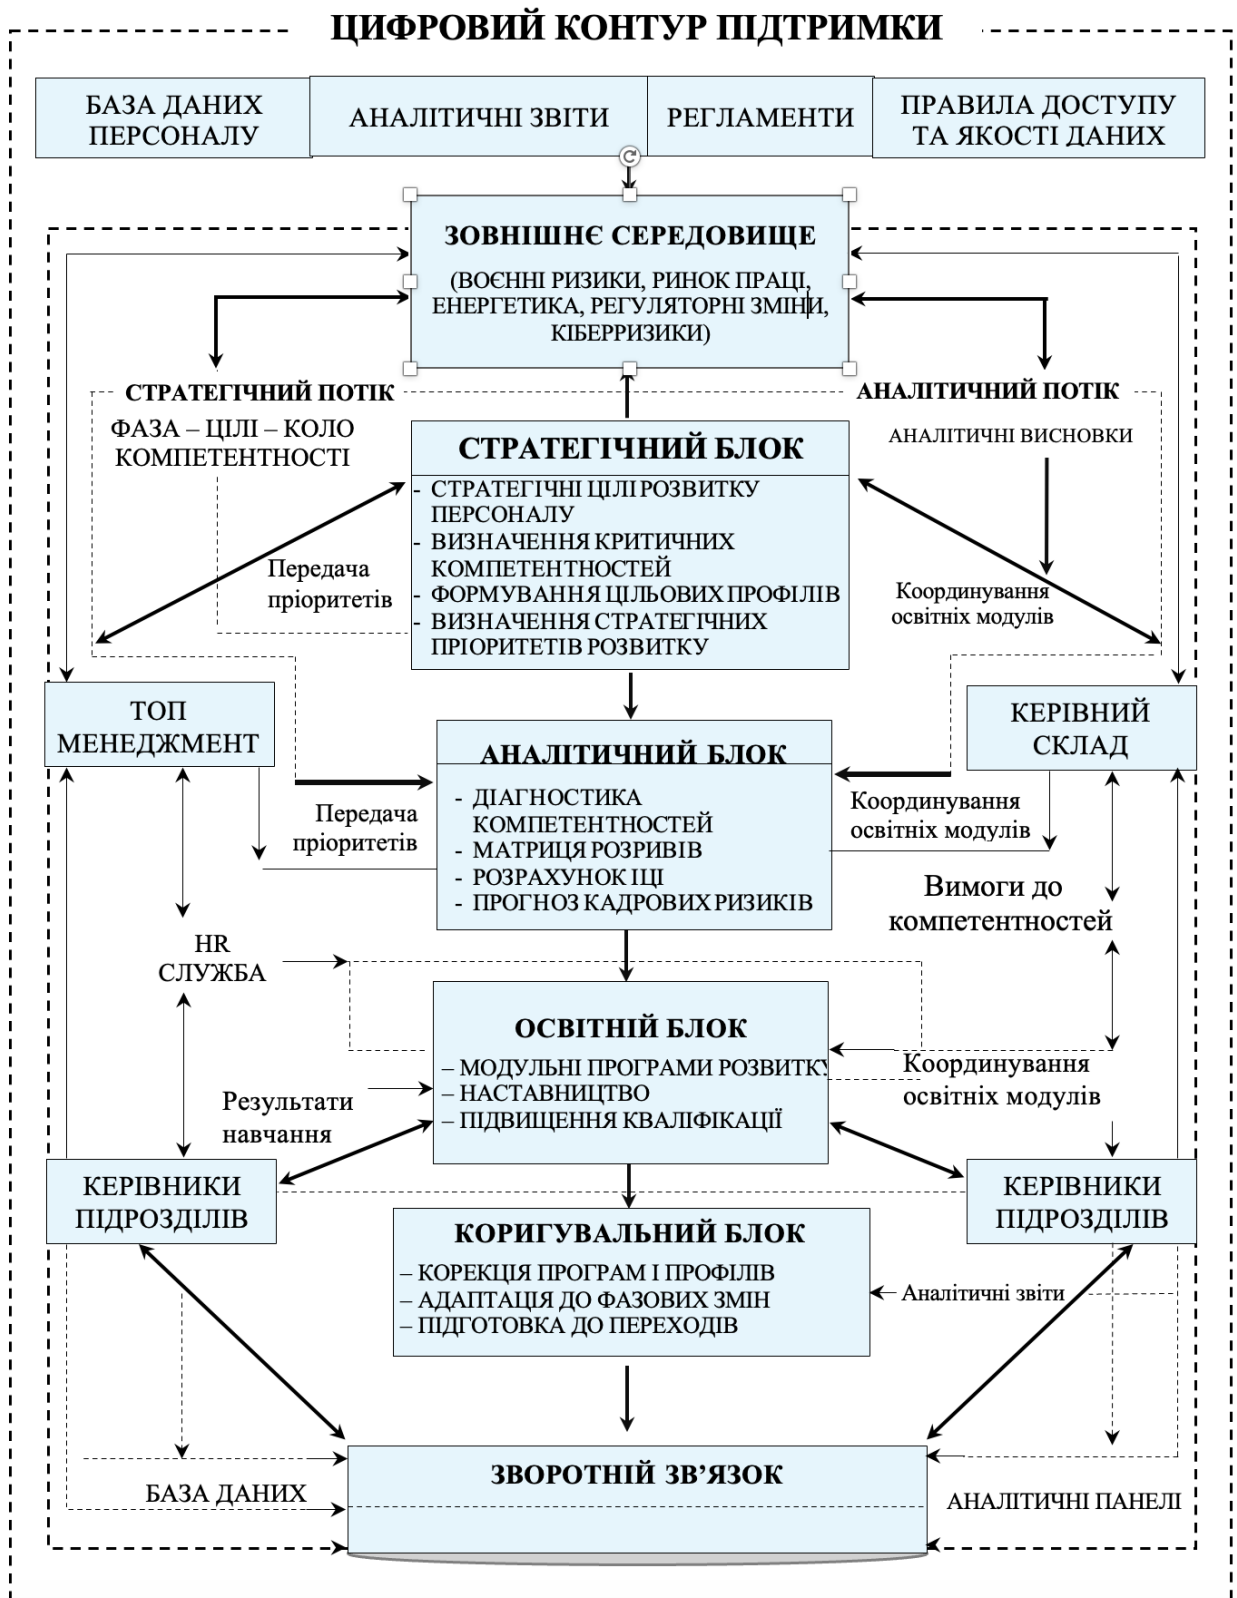 ЦИФРОВИЙ КОНТУР ПІДТРИМКИ
БАЗА ДАНИХ
ПЕРСОНАЛУ
АНАЛІТИЧНІ ЗВІТИ
РЕГЛАМЕНТИ
ПРАВИЛА ДОСТУПУ
ТА ЯКОСТІ ДАНИХ
ЗОВНІШНЄ СЕРЕДОВИЩЕ
(ВОЄННІ РИЗИКИ, РИНОК ПРАЦІ,
ЕНЕРГЕТИКА, РЕГУЛЯТОРНІ ЗМІНИ,
КІБЕРРИЗИКИ)
СТРАТЕГІЧНИЙ ПОТІК
ФАЗА – ЦІЛІ – КОЛО
КОМПЕТЕНТНОСТІ
АНАЛІТИЧНИЙ ПОТІК
АНАЛІТИЧНІ ВИСНОВКИ
СТРАТЕГІЧНИЙ БЛОК
- СТРАТЕГІЧНІ ЦІЛІ РОЗВИТКУ
ПЕРСОНАЛУ
- ВИЗНАЧЕННЯ КРИТИЧНИХ
КОМПЕТЕНТНОСТЕЙ
- ФОРМУВАННЯ ЦІЛЬОВИХ ПРОФІЛІВ
- ВИЗНАЧЕННЯ СТРАТЕГІЧНИХ
ПРІОРИТЕТІВ РОЗВИТКУ
Передача
пріоритетів
Координування
освітніх модулів
ТОП
МЕНЕДЖМЕНТ
КЕРІВНИЙ
СКЛАД
АНАЛІТИЧНИЙ БЛОК
- ДІАГНОСТИКА
КОМПЕТЕНТНОСТЕЙ
- МАТРИЦЯ РОЗРИВІВ
- РОЗРАХУНОК ІЦІ
- ПРОГНОЗ КАДРОВИХ РИЗИКІВ
Передача
пріоритетів
Координування
освітніх модулів
Вимоги до
компетентностей
HR
СЛУЖБА
ОСВІТНІЙ БЛОК
– МОДУЛЬНІ ПРОГРАМИ РОЗВИТКУ
– НАСТАВНИЦТВО
– ПІДВИЩЕННЯ КВАЛІФІКАЦІЇ
Результати
навчання
Координування
освітніх модулів
КЕРІВНИКИ
ПІДРОЗДІЛІВ
КЕРІВНИКИ
ПІДРОЗДІЛІВ
КОРИГУВАЛЬНИЙ БЛОК
– КОРЕКЦІЯ ПРОГРАМ І ПРОФІЛІВ
– АДАПТАЦІЯ ДО ФАЗОВИХ ЗМІН
– ПІДГОТОВКА ДО ПЕРЕХОДІВ
Аналітичні звіти
ЗВОРОТНІЙ ЗВ’ЯЗОК
БАЗА ДАНИХ
АНАЛІТИЧНІ ПАНЕЛІ